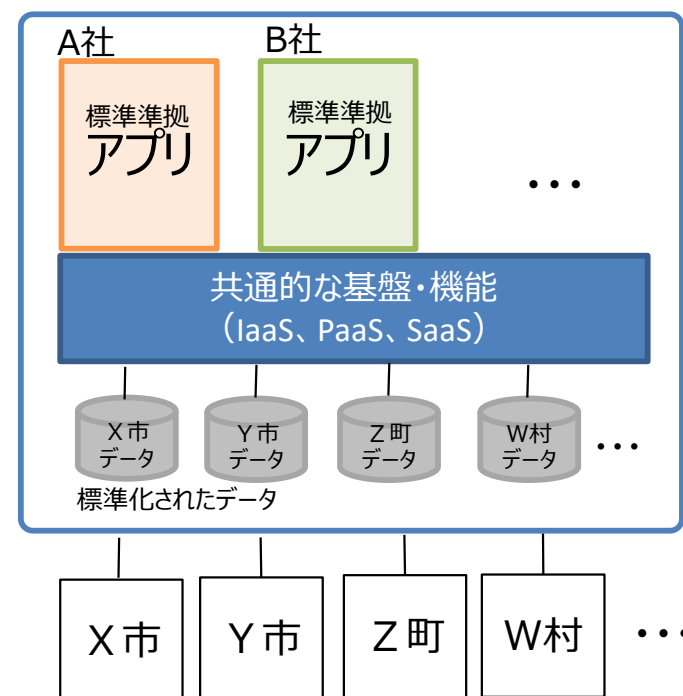 A社
B社
標準準拠
アプリ
標準準拠
アプリ
…
共通的な基盤・機能
（IaaS、PaaS、SaaS）
X市
データ
Y市
データ
Z町
データ
W村
データ
…
標準化されたデータ
X市
Y市
Z町
W村
…